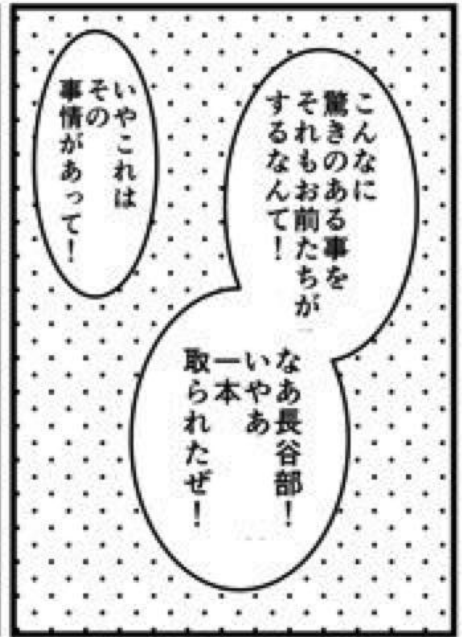 こんなに
驚きのある事を
それもお前たちが
するなんて！
なあ長谷部！
いやあ
一本
取られたぜ！
いやこれは
その
事情があって！